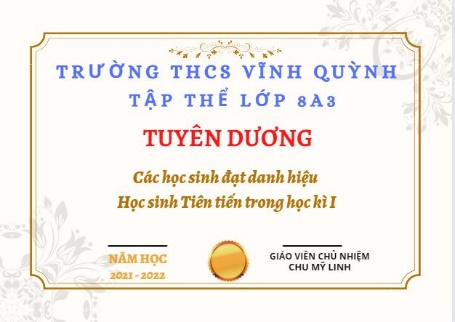 TRƯỜNG THCS VĨNH QUỲNH
TẬP THỂ LỚP 8A3
TUYÊN DƯƠNG
Các học sinh đạt danh hiệu
Học sinh Tiên tiến trong học kì I
NĂM HỌC
2021 - 2022
GIÁO VIÊN CHỦ NHIỆM
CHU MỸ LINH